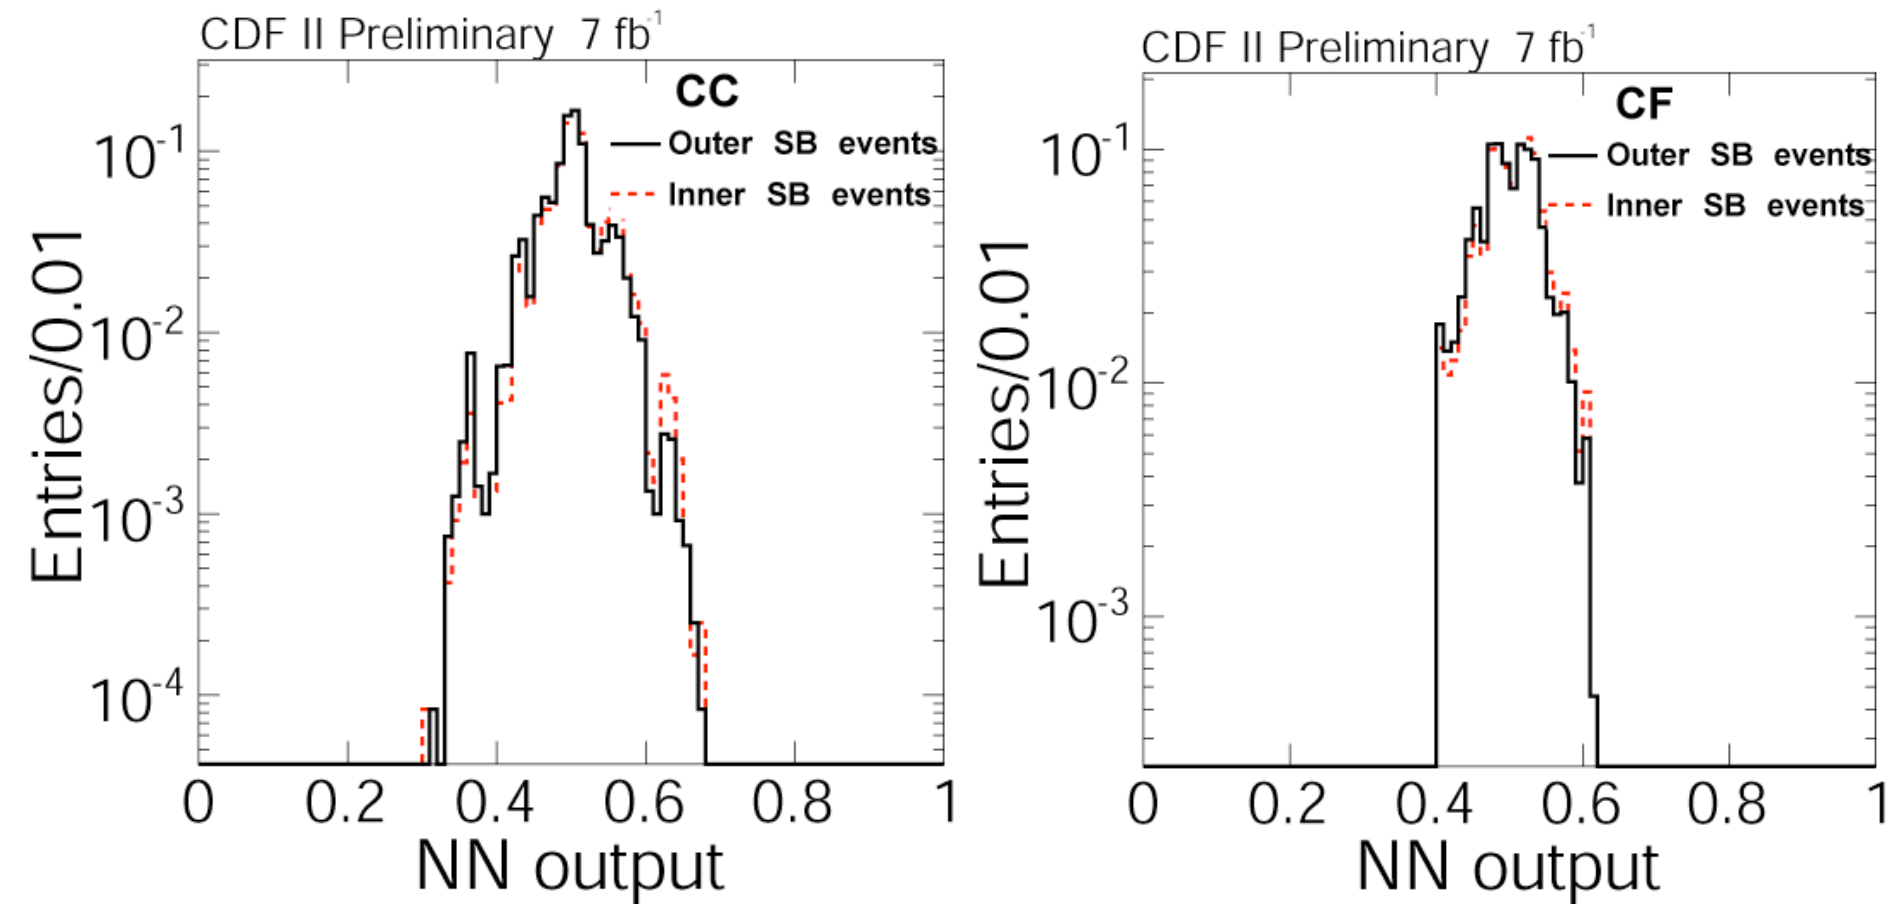 CDF II Preliminary 7 fb⁻¹
CC
Outer SB events
Inner SB events
Entries/0.01
10⁻¹
10⁻²
10⁻³
10⁻⁴
0 0.2 0.4 0.6 0.8 1
NN output
CDF II Preliminary 7 fb⁻¹
CF
Outer SB events
Inner SB events
Entries/0.01
10⁻¹
10⁻²
10⁻³
0 0.2 0.4 0.6 0.8 1
NN output